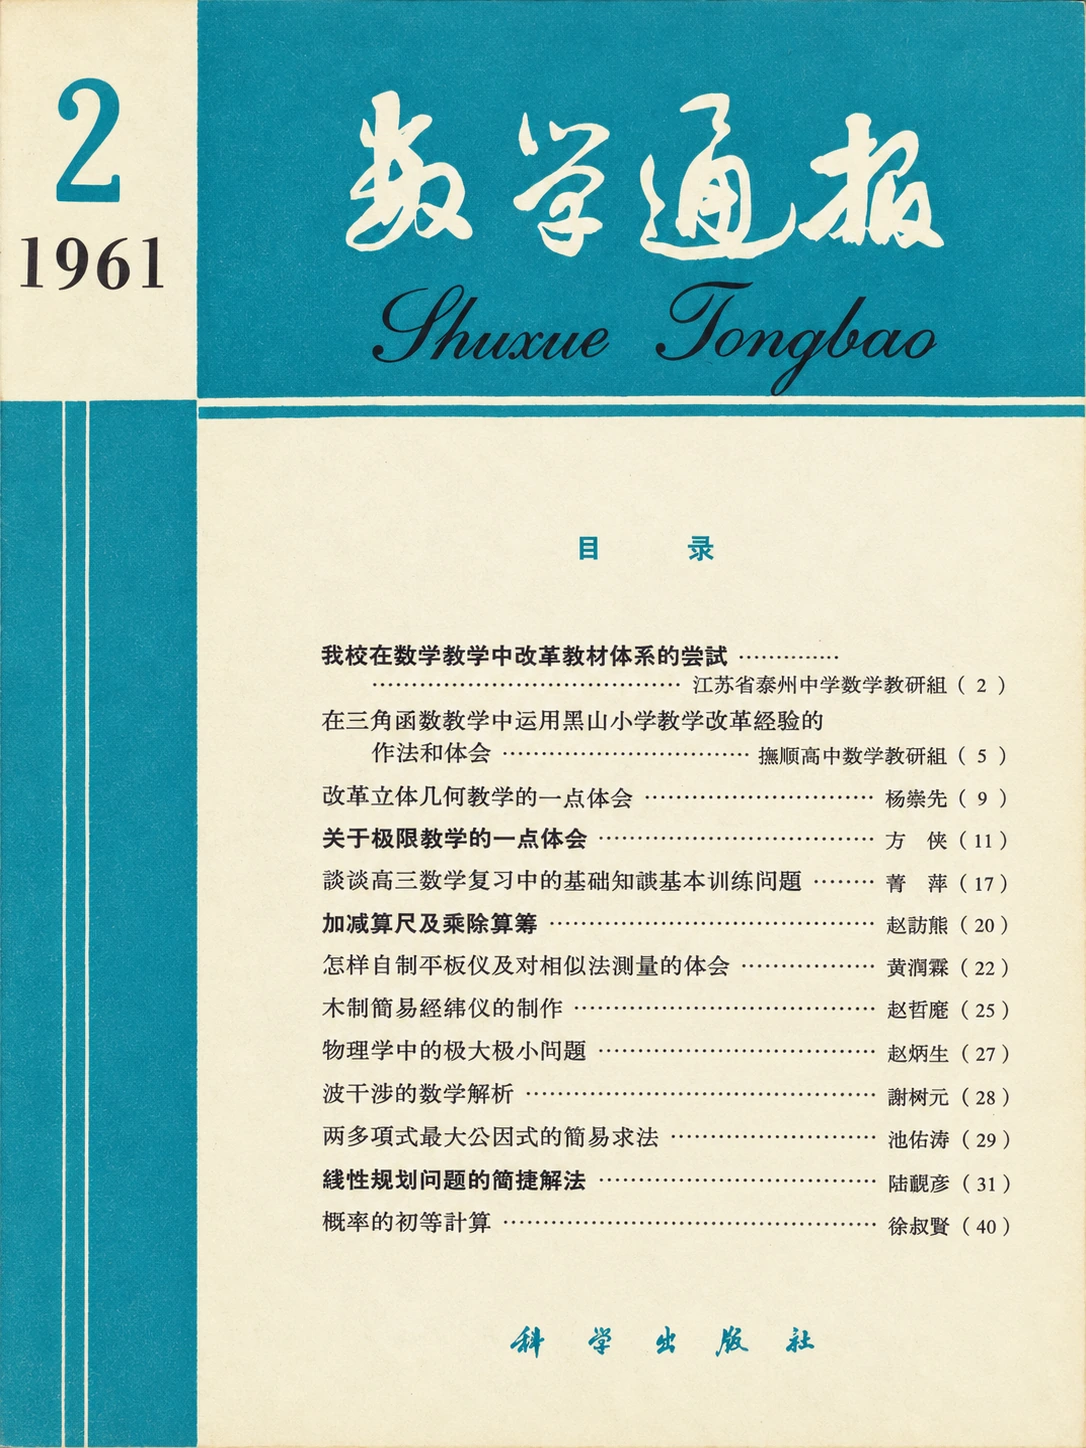 2
1961
数学通报
Shuxue Tongbao
目 录
我校在数学教学中改革教材体系的尝試 ·············
··································· 江苏省泰州中学数学教研組（ 2 ）
在三角函数教学中运用黑山小学教学改革経驗的
作法和体会 ······························ 撫顺高中数学教研組（ 5 ）
改革立体几何教学的一点体会 ···························· 杨崇先（ 9 ）
关于极限教学的一点体会 ·································· 方 侠（11）
談谈高三数学复习中的基础知識基本训练问題 ········ 菁 萍（17）
加减算尺及乘除算筹 ········································ 赵訪熊（20）
怎样自制平板仪及对相似法測量的体会 ················· 黄潤霖（22）
木制簡易經緯仪的制作 ····································· 赵哲（25）
物理学中的极大极小问題 ·································· 赵炳生（27）
波干涉的数学解析 ··········································· 謝树元（28）
两多項式最大公因式的簡易求法 ························· 池佑涛（29）
綫性规划问题的簡捷解法 ·································· 陆覯彦（31）
概率的初等計算 ·············································· 徐叔賢（40）
科学出版社